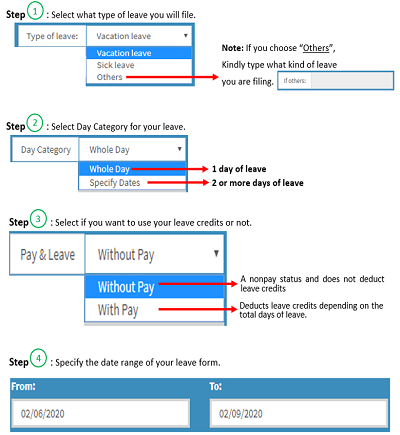 Step 1 : Select what type of leave you will file.
Type of leave: Vacation leave
Vacation leave
Sick leave
Others
Note: If you choose “Others”,
Kindly type what kind of leave
you are filing. If others:
Step 2 : Select Day Category for your leave.
Day Category Whole Day
Whole Day 1 day of leave
Specify Dates 2 or more days of leave
Step 3 : Select if you want to use your leave credits or not.
Pay & Leave Without Pay
Without Pay
With Pay
A nonpay status and does not deduct
leave credits
Deducts leave credits depending on the
total days of leave.
Step 4 : Specify the date range of your leave form.
From: To:
02/06/2020 02/09/2020